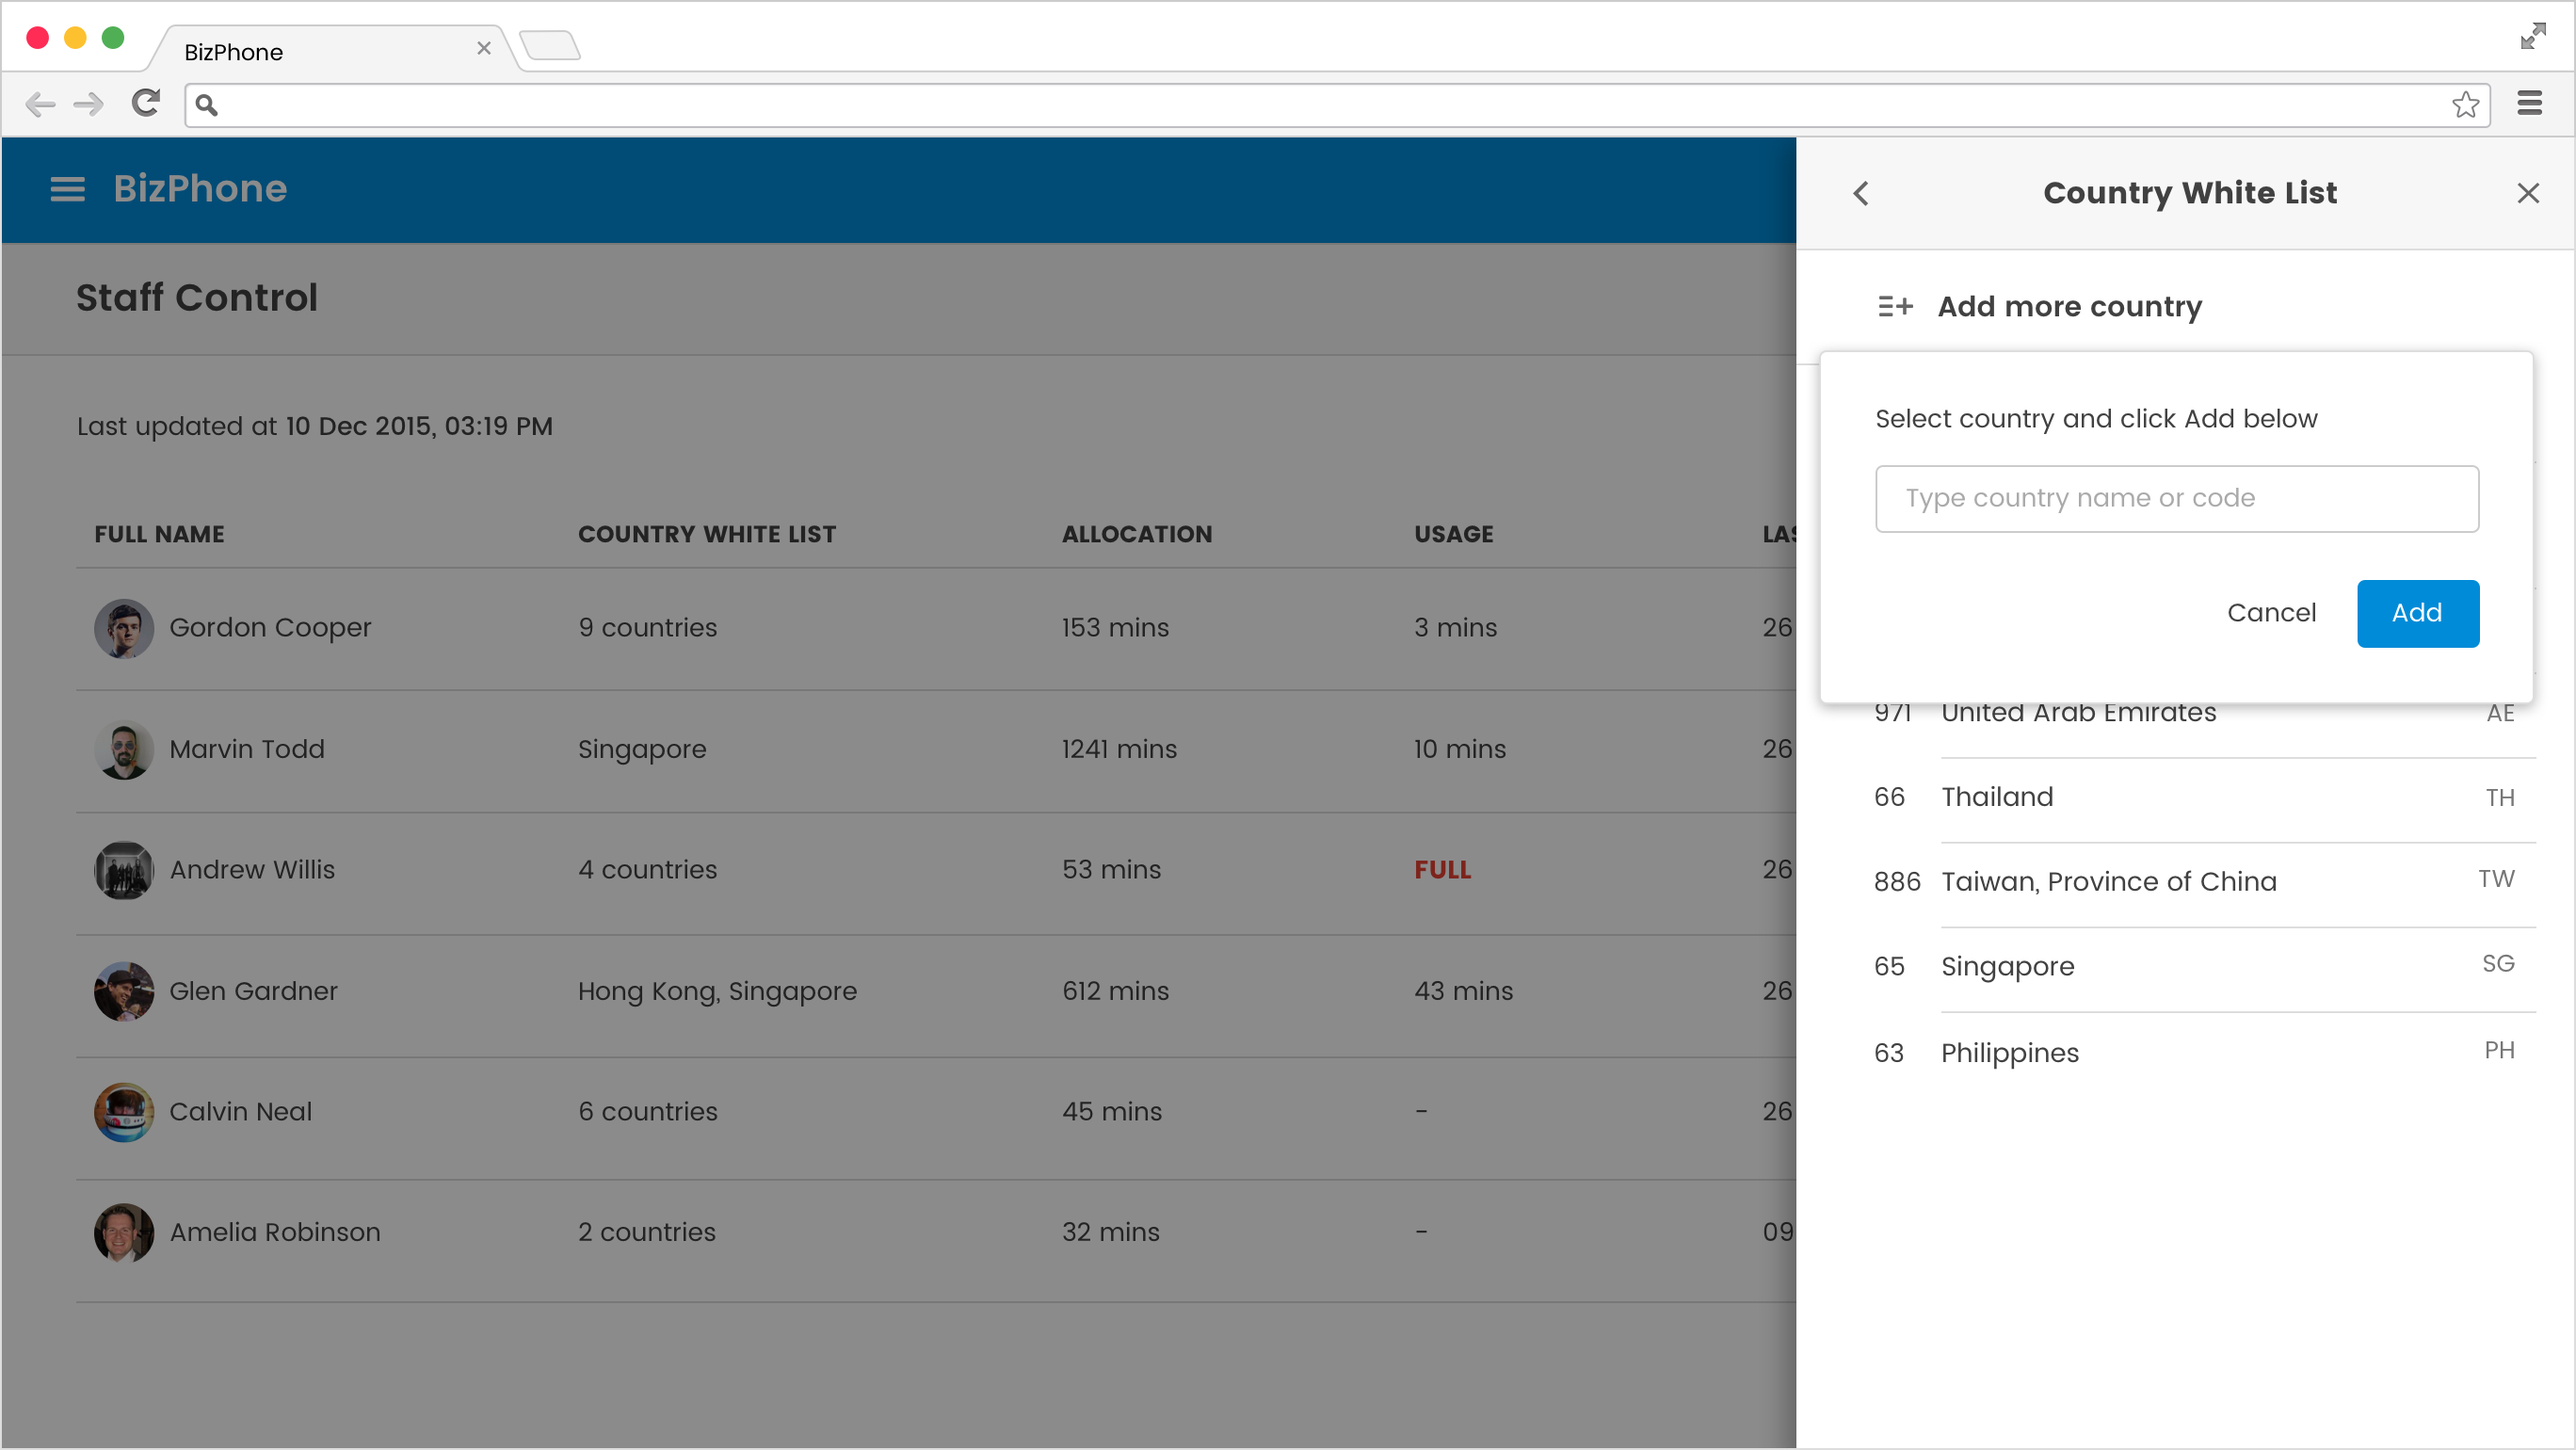 BizPhone
BizPhone
Country White List
Staff Control
Add more country
Last updated at 10 Dec 2015, 03:19 PM
Select country and click Add below
Type country name or code
Cancel Add
FULL NAME COUNTRY WHITE LIST ALLOCATION USAGE
Gordon Cooper 9 countries 153 mins 3 mins 26
Marvin Todd Singapore 1241 mins 10 mins 26
Andrew Willis 4 countries 53 mins FULL 26
Glen Gardner Hong Kong, Singapore 612 mins 43 mins 26
Calvin Neal 6 countries 45 mins - 26
Amelia Robinson 2 countries 32 mins - 09
971 United Arab Emirates AE
66 Thailand TH
886 Taiwan, Province of China TW
65 Singapore SG
63 Philippines PH